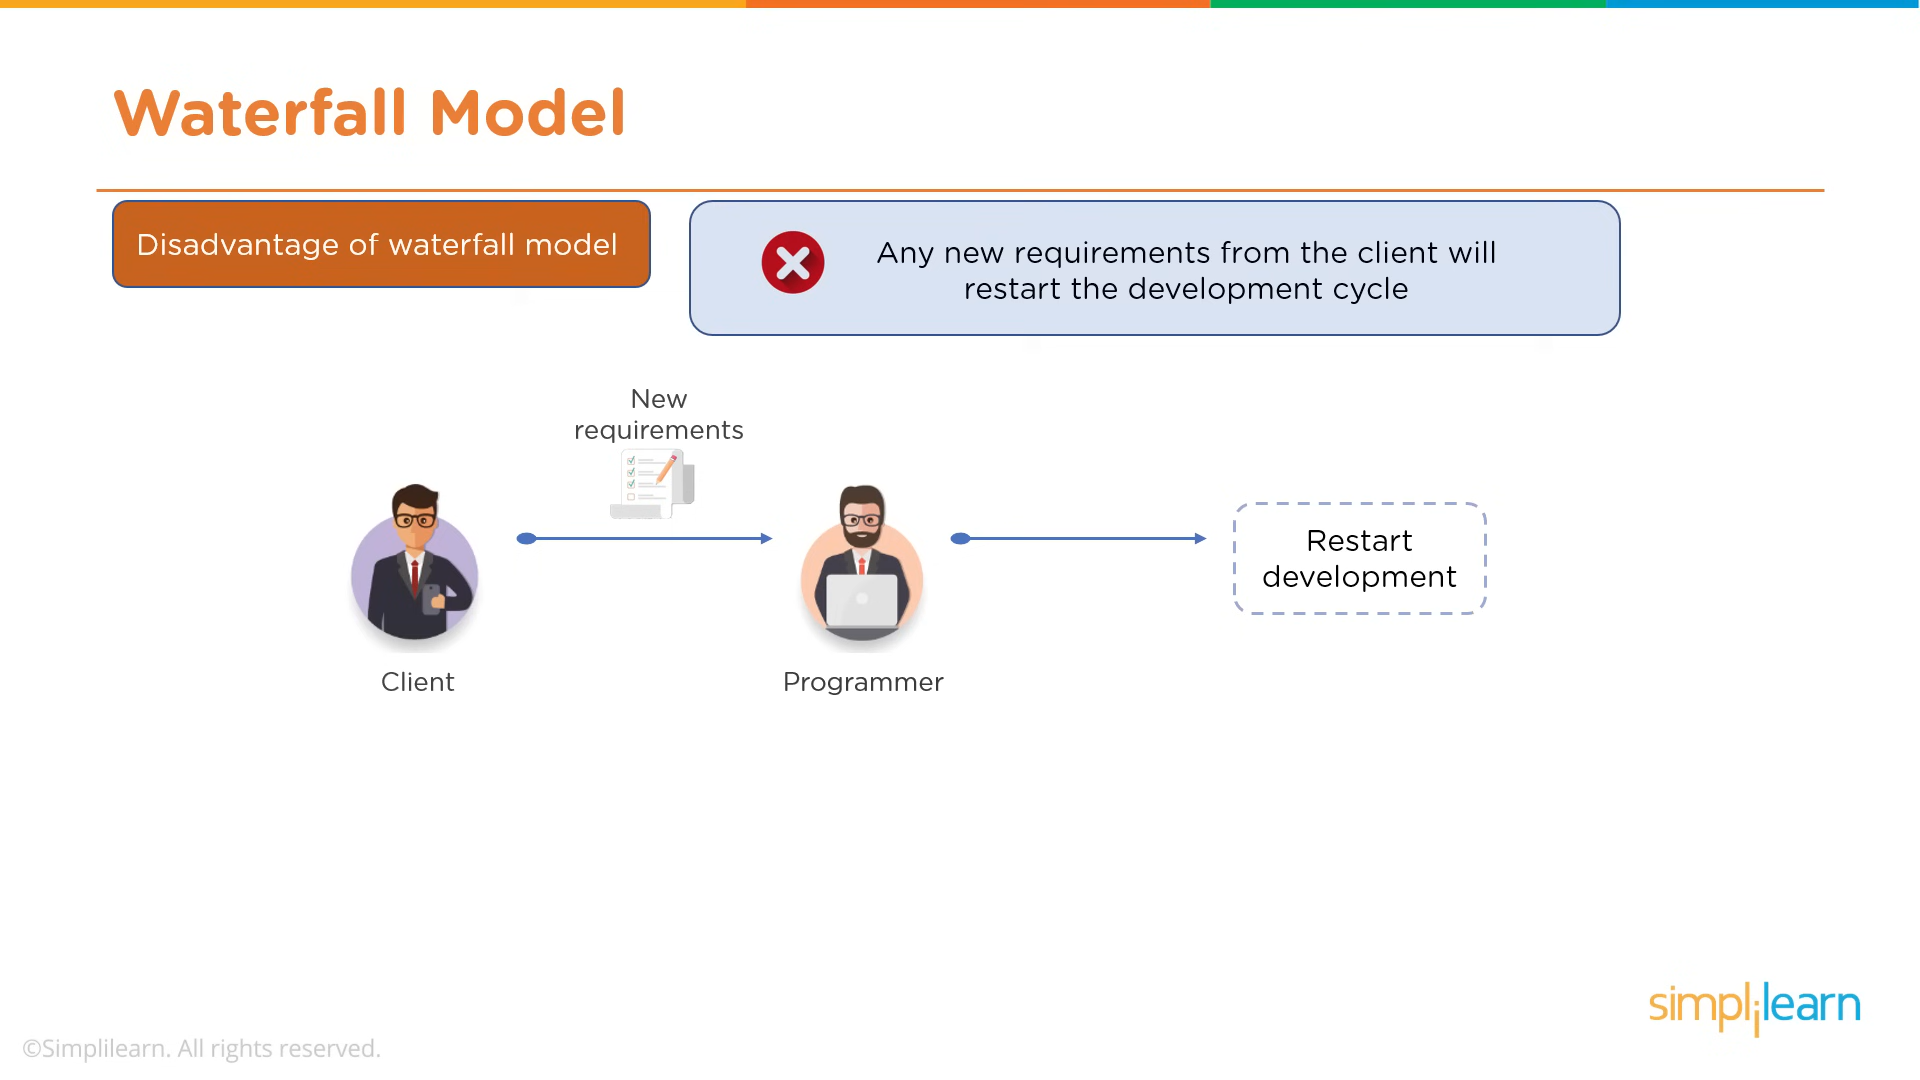 Waterfall Model
Disadvantage of waterfall model
Any new requirements from the client will
restart the development cycle
New
requirements
Restart
development
Client
Programmer
simplilearn
©Simplilearn. All rights reserved.